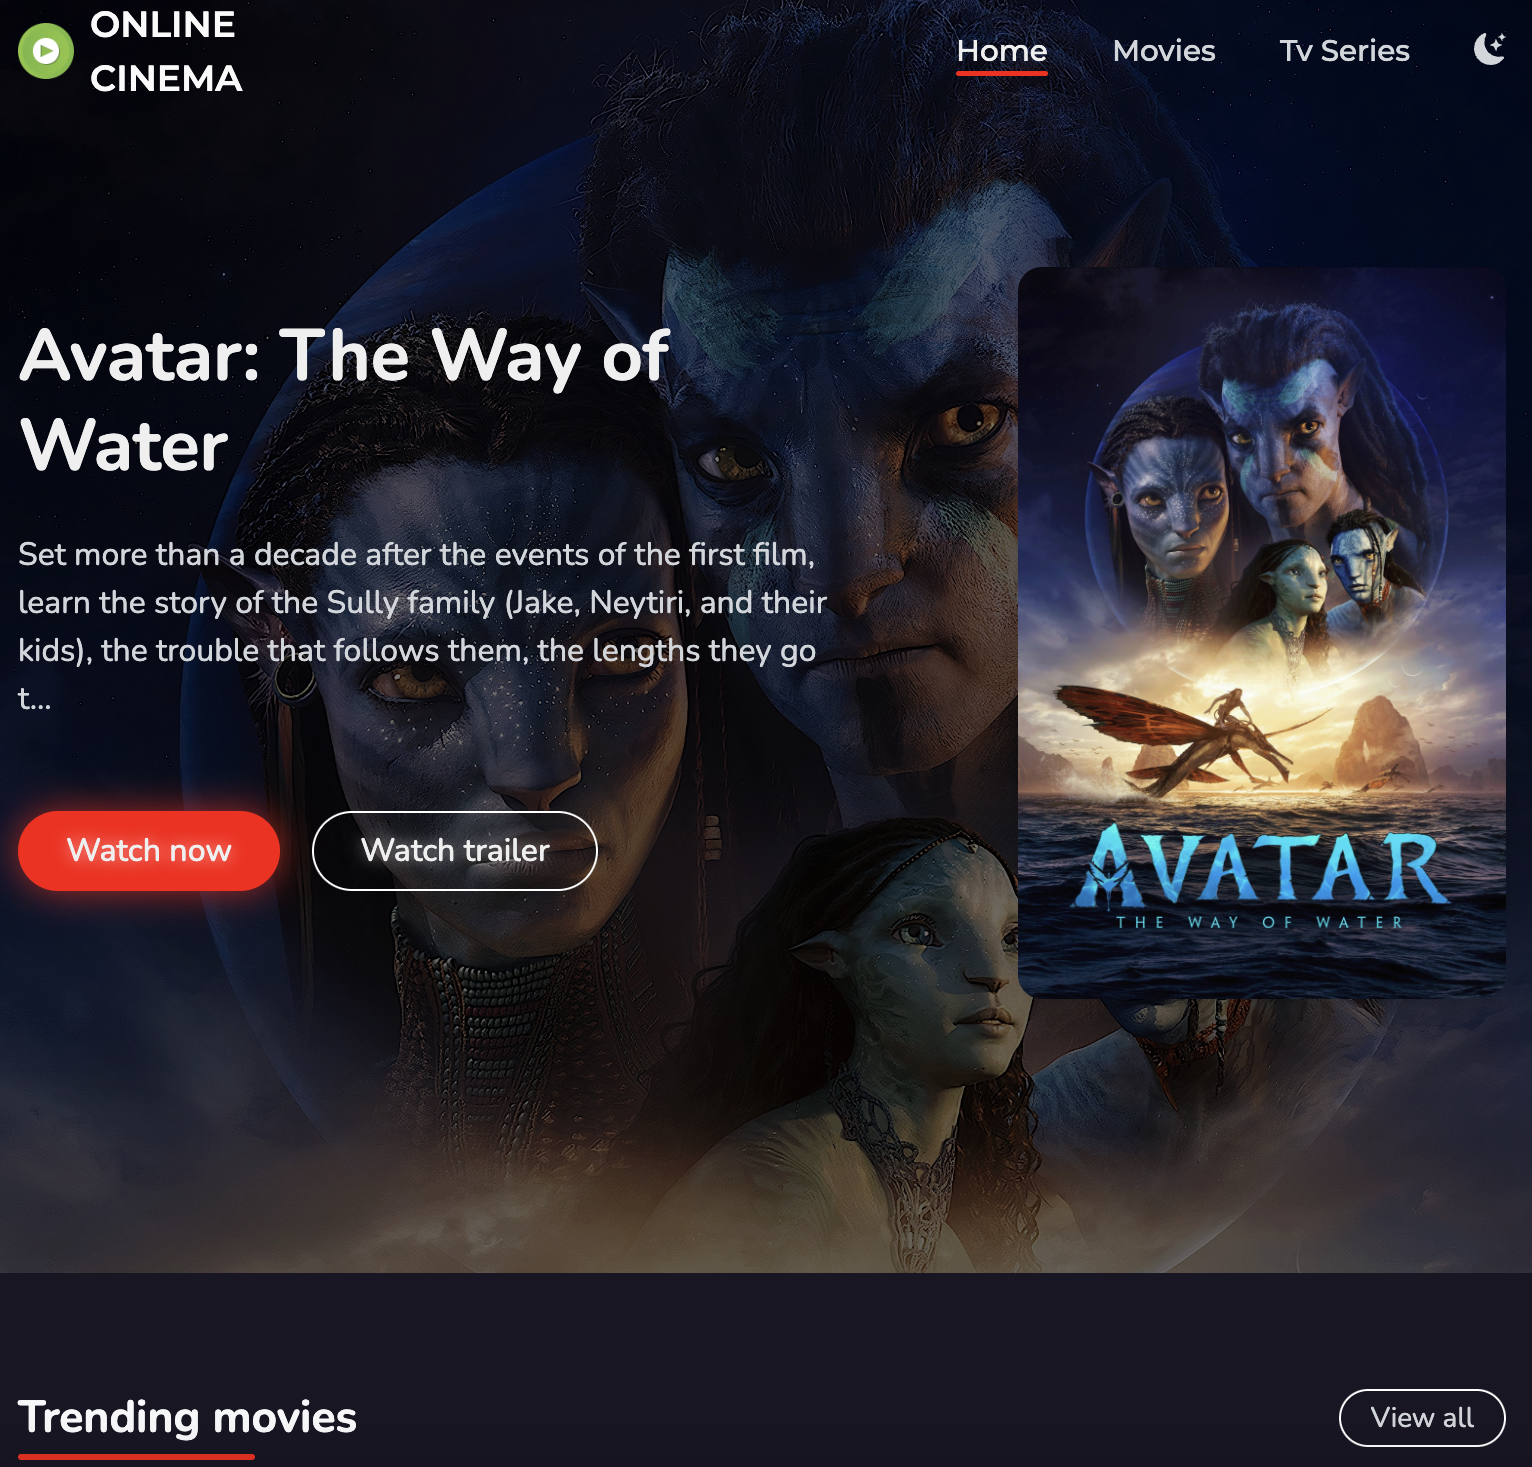 ONLINE
CINEMA
Home
Movies
Tv Series
Avatar: The Way of
Water
Set more than a decade after the events of the first film,
learn the story of the Sully family (Jake, Neytiri, and their
kids), the trouble that follows them, the lengths they go
t...
Watch now
Watch trailer
AVATAR
THE WAY OF WATER
Trending movies
View all